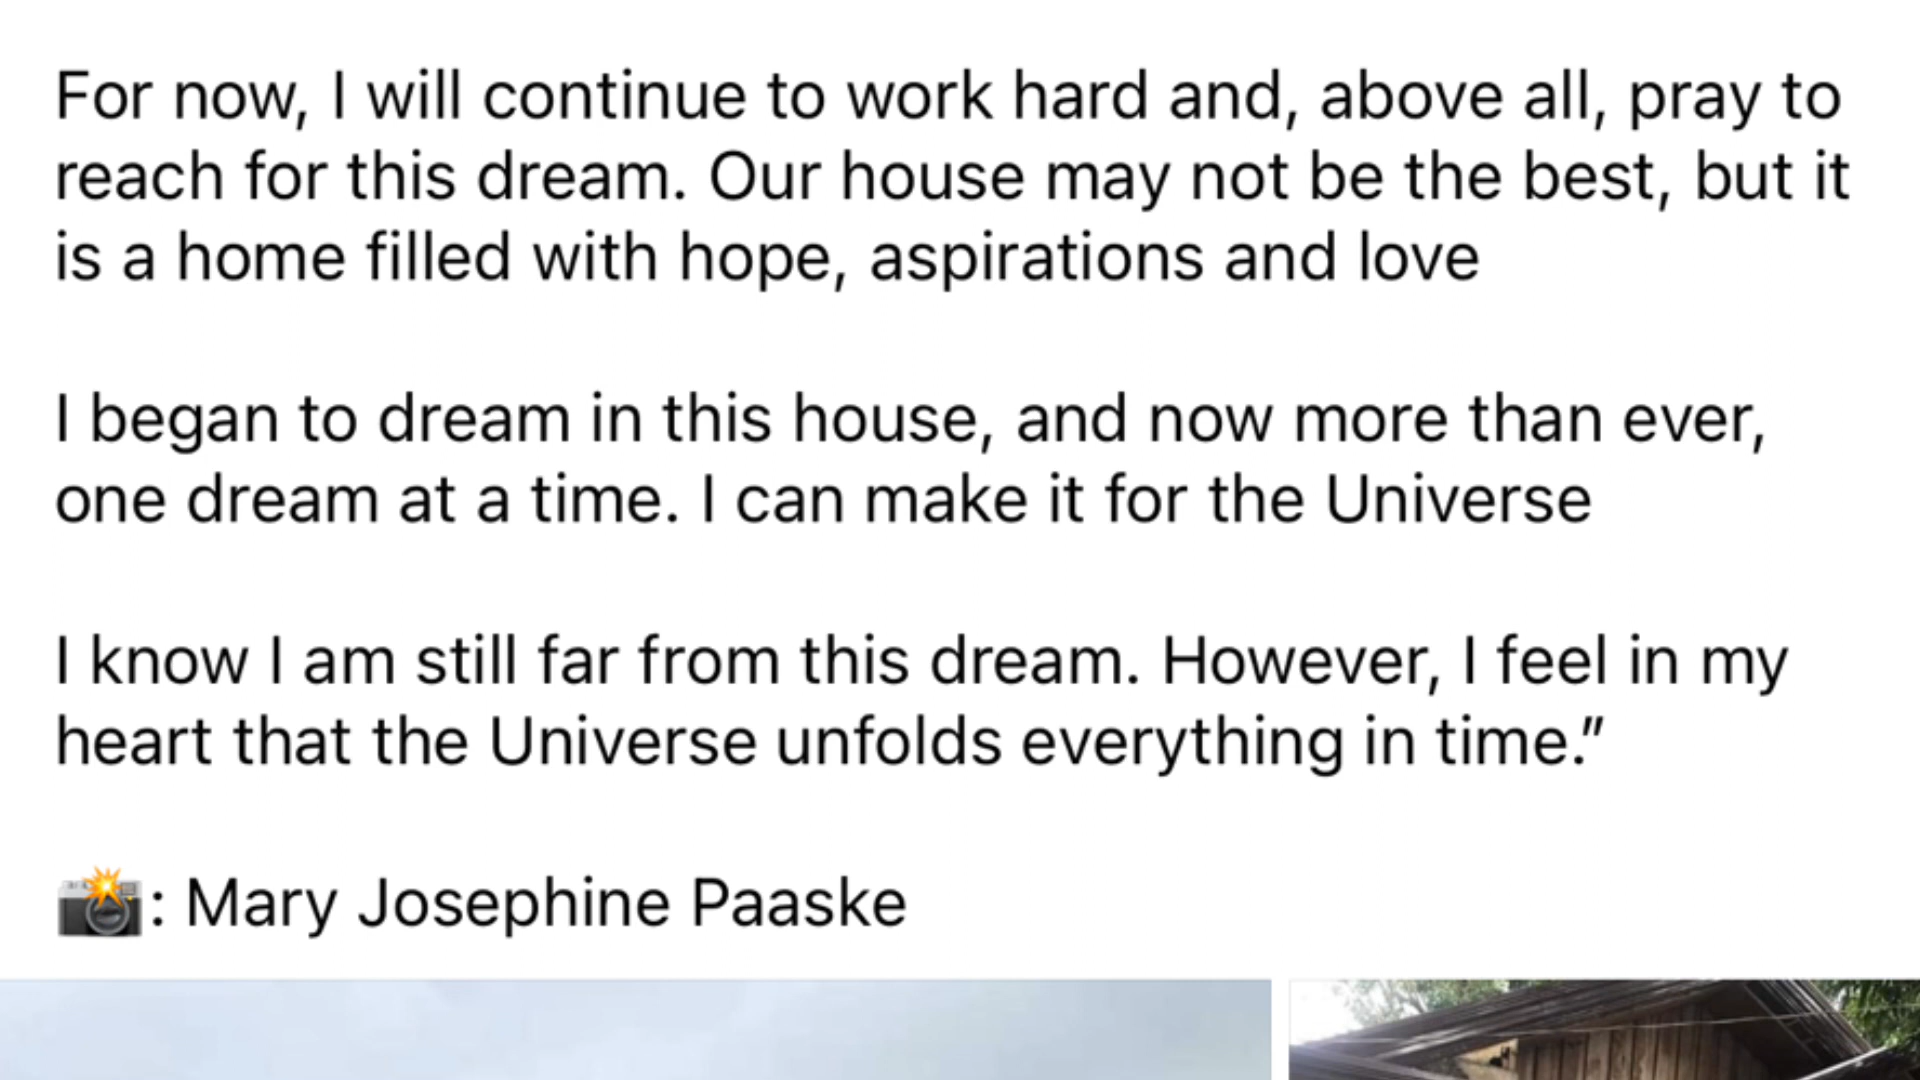 For now, I will continue to work hard and, above all, pray to
reach for this dream. Our house may not be the best, but it
is a home filled with hope, aspirations and love
I began to dream in this house, and now more than ever,
one dream at a time. I can make it for the Universe
I know I am still far from this dream. However, I feel in my
heart that the Universe unfolds everything in time.”
📸: Mary Josephine Paaske